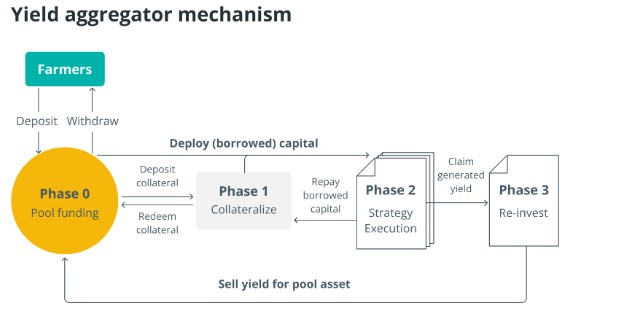 Yield aggregator mechanism
Farmers
Deposit Withdraw
Deploy (borrowed) capital
Phase 0
Pool funding
Deposit
collateral
Redeem
collateral
Phase 1
Collateralize
Repay
borrowed
capital
Phase 2
Strategy
Execution
Claim
generated
yield
Phase 3
Re-invest
Sell yield for pool asset